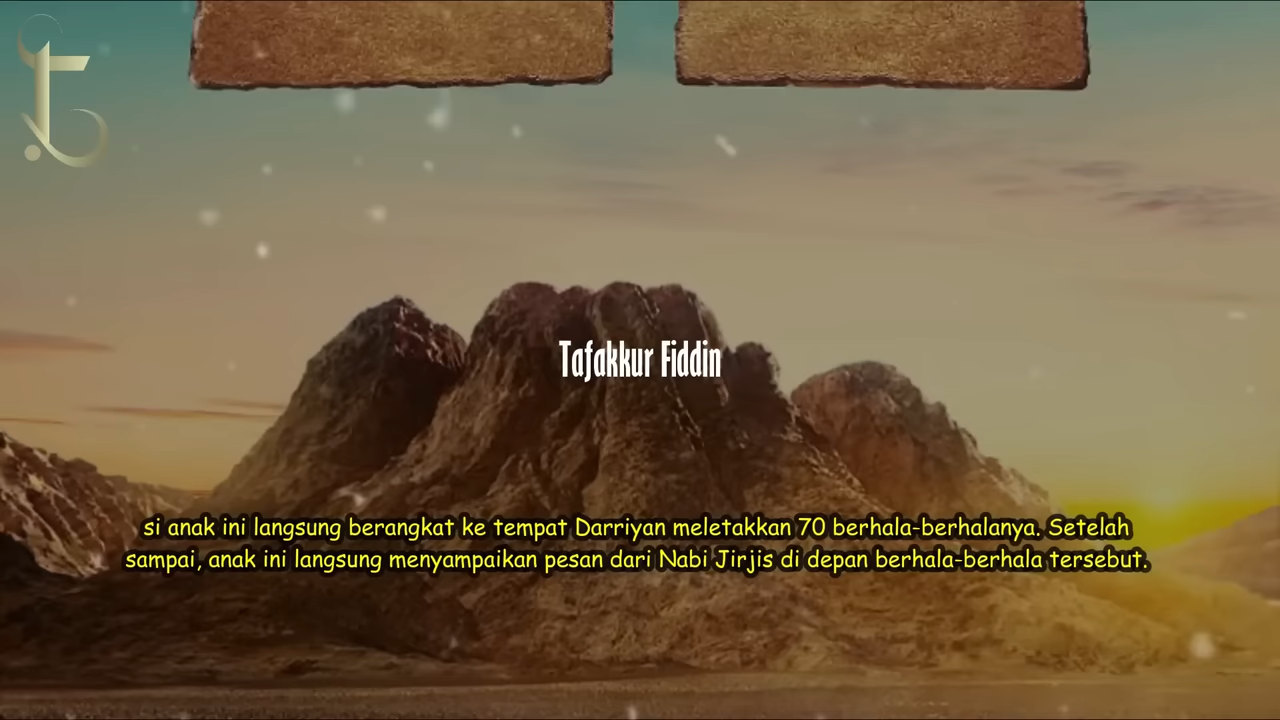 Tafakkur Fiddin
si anak ini langsung berangkat ke tempat Darriyan meletakkan 70 berhala-berhalanya. Setelah
sampai, anak ini langsung menyampaikan pesan dari Nabi Jirjis di depan berhala-berhala tersebut.